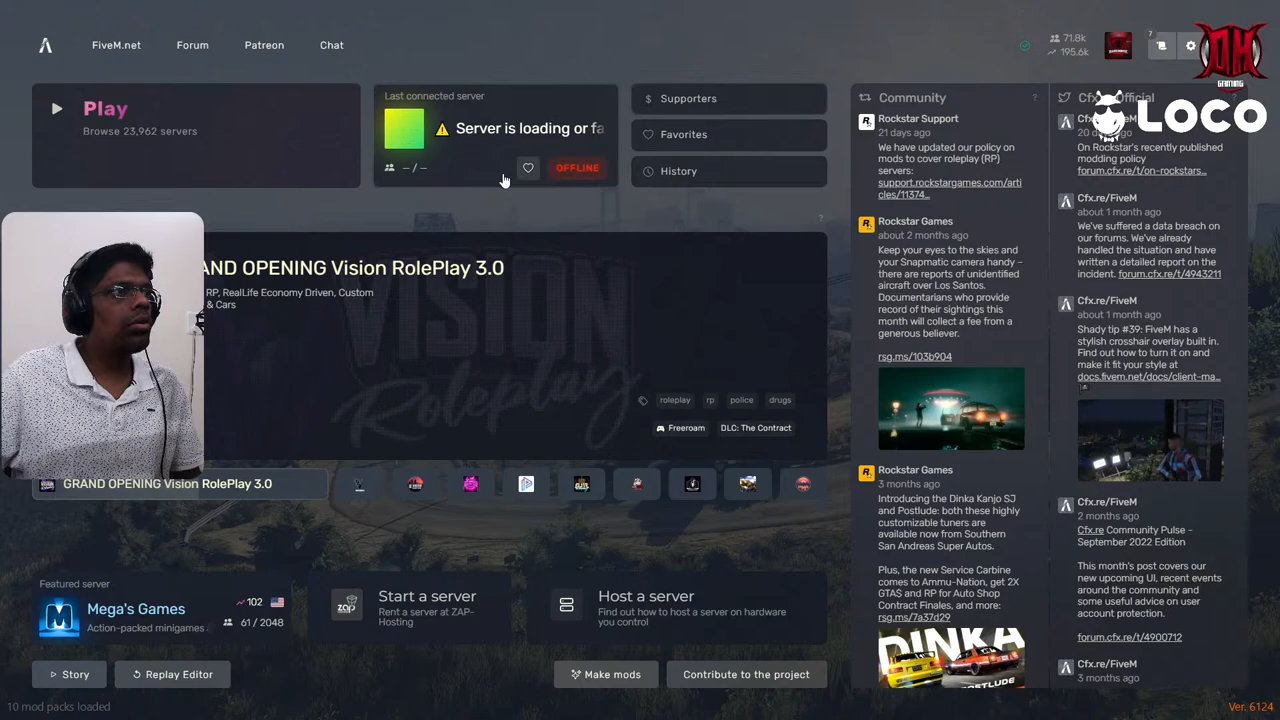 FiveM.net
Forum
Patreon
Chat
71.8k
195.6k
7
GAMING
LOCO
Play
Browse 23,962 servers
Last connected server
Server is loading or fa
-- / --
OFFLINE
Supporters
Favorites
History
AND OPENING Vision RolePlay 3.0
RP, RealLife Economy Driven, Custom
& Cars
VISION
Roleplay
roleplay
rp
police
drugs
Freeroam
DLC: The Contract
GRAND OPENING Vision RolePlay 3.0
Featured server
Mega's Games
Action-packed minigames
102
61 / 2048
Start a server
Rent a server at ZAP-
Hosting
Host a server
Find out how to host a server on hardware
you control
Story
Replay Editor
Make mods
Contribute to the project
10 mod packs loaded
Community
?
Rockstar Support
21 days ago
We have updated our policy on
mods to cover roleplay (RP)
servers:
support.rockstargames.com/arti
cles/11374…
Rockstar Games
about 2 months ago
Keep your eyes to the skies and
your Snapmatic camera handy –
there are reports of unidentified
aircraft over Los Santos.
Documentarians who provide
record of their sightings this
month will collect a fee from a
generous believer.
rsg.ms/103b904
Rockstar Games
3 months ago
Introducing the Dinka Kanjo SJ
and Postlude: both these highly
customizable tuners are
available now from Southern
San Andreas Super Autos.
Plus, the new Service Carbine
comes to Ammu-Nation, get 2X
GTA$ and RP for Auto Shop
Contract Finales, and more:
rsg.ms/7a37d29
DINKA
POSTLUDE
On Rockstar's recently published
modding policy
forum.cfx.re/t/on-rockstars…
Cfx.re/FiveM
about 1 month ago
We've suffered a data breach on
our forums. We've already
handled the situation and have
written a detailed report on the
incident. forum.cfx.re/t/4943211
Cfx.re/FiveM
about 1 month ago
Shady tip #39: FiveM has a
stylish crosshair overlay built in.
Find out how to turn it on and
make it fit your style at
docs.fivem.net/docs/client-ma…
Cfx.re/FiveM
2 months ago
Cfx.re Community Pulse –
September 2022 Edition
This month's post covers our
new upcoming UI, recent events
around the community and
some useful advice on user
account protection.
forum.cfx.re/t/4900712
Cfx.re/FiveM
3 months ago
Ver. 6124